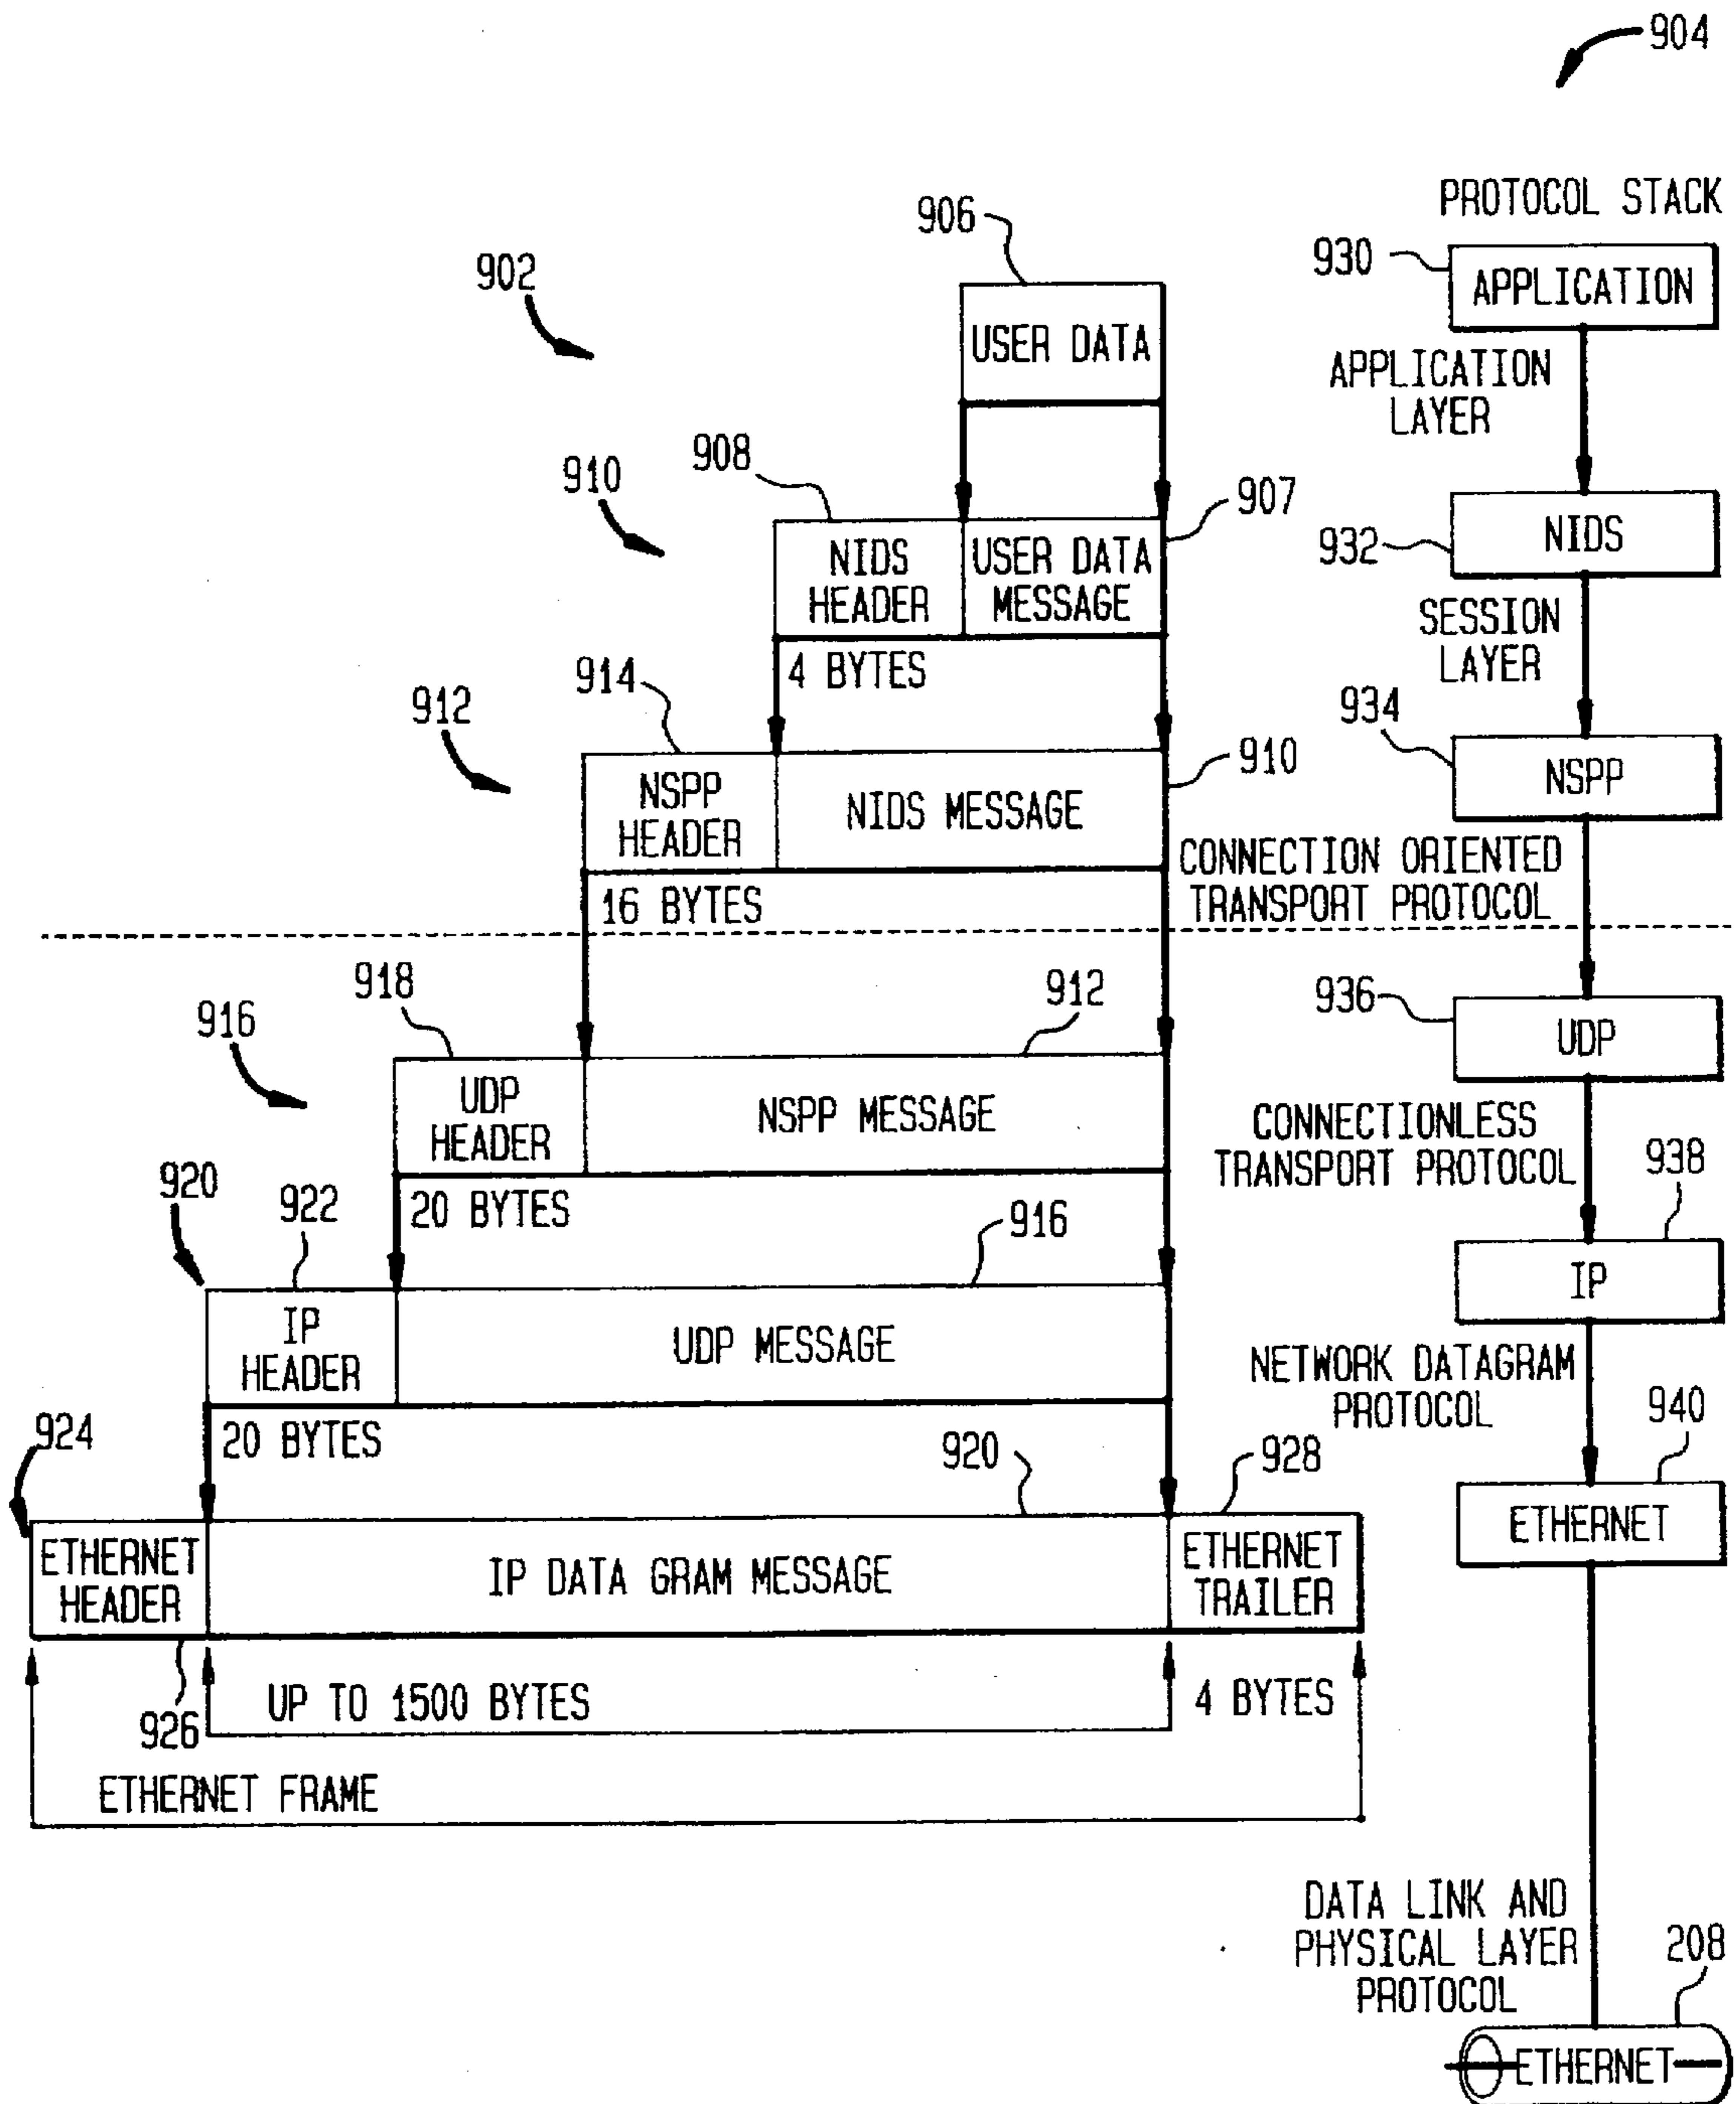 904
PROTOCOL STACK
906
930
APPLICATION
902
USER DATA
APPLICATION
LAYER
908
910
907
NIDS
HEADER
USER DATA
MESSAGE
932
NIDS
4 BYTES
SESSION
LAYER
914
912
934
910
NSPP
HEADER
NIDS MESSAGE
NSPP
16 BYTES
CONNECTION ORIENTED
TRANSPORT PROTOCOL
918
912
936
916
UDP
UDP
HEADER
NSPP MESSAGE
CONNECTIONLESS
TRANSPORT PROTOCOL
938
920
922
20 BYTES
916
IP
IP
HEADER
UDP MESSAGE
NETWORK DATAGRAM
PROTOCOL
940
924
20 BYTES
920
928
ETHERNET
ETHERNET
HEADER
IP DATA GRAM MESSAGE
ETHERNET
TRAILER
926
UP TO 1500 BYTES
4 BYTES
ETHERNET FRAME
DATA LINK AND
PHYSICAL LAYER
PROTOCOL
208
ETHERNET